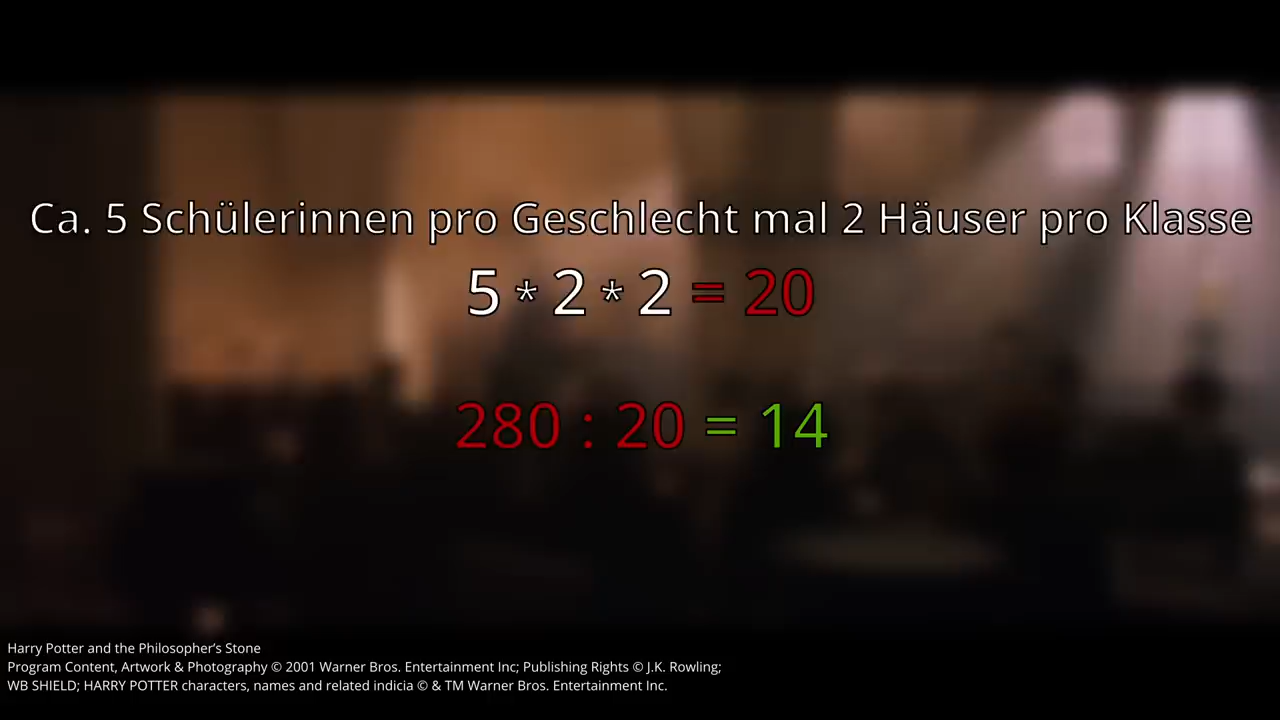 Ca. 5 Schülerinnen pro Geschlecht mal 2 Häuser pro Klasse
5 * 2 * 2 = 20
280 : 20 = 14
Harry Potter and the Philosopher’s Stone
Program Content, Artwork & Photography © 2001 Warner Bros. Entertainment Inc; Publishing Rights © J.K. Rowling;
WB SHIELD; HARRY POTTER characters, names and related indicia © & TM Warner Bros. Entertainment Inc.